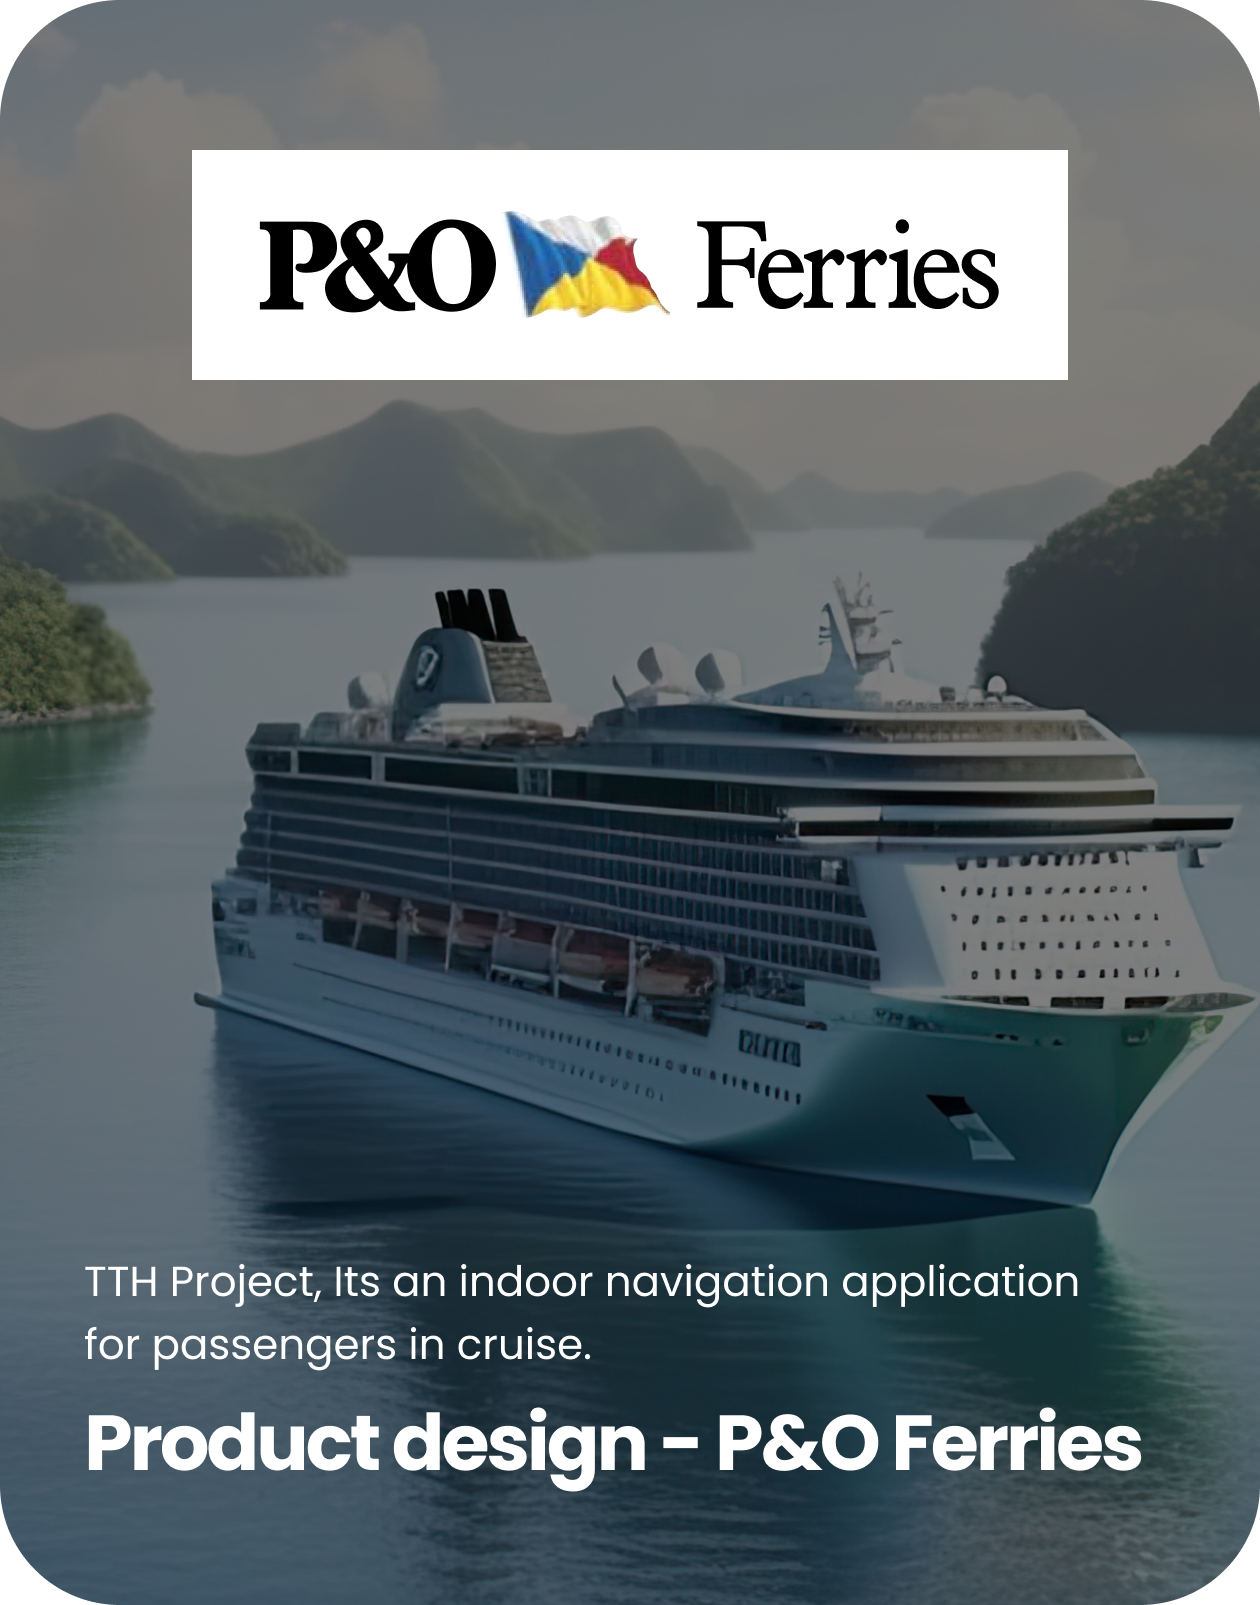 P&O Ferries
TTH Project, Its an indoor navigation application
for passengers in cruise.
Product design - P&O Ferries